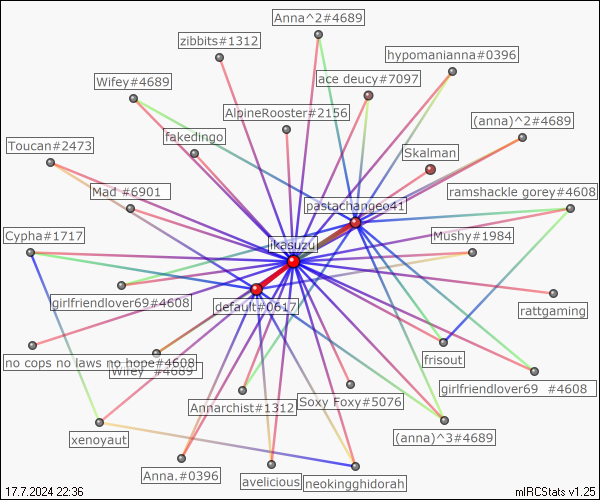 Anna^2#4689
zibbits#1312
hypomanianna#0396
ace deucy#7097
Wifey#4689
AlpineRooster#2156
(anna)^2#4689
fakedingo
Toucan#2473
Skalman
Mad #6901
ramshackle gorey#4608
pastachangeo41
Cypha#1717
Mushy#1984
ikasuzu
girlfriendlover69#4608
default#0617
rattgaming
no cops no laws no hope#4608
frisout
Wifey #4689
girlfriendlover69 #4608
Annarchist#1312
Soxy Foxy#5076
xenoyaut
(anna)^3#4689
Anna.#0396
avelicious
neokingghidorah
17.7.2024 22:36
mIRCStats v1.25